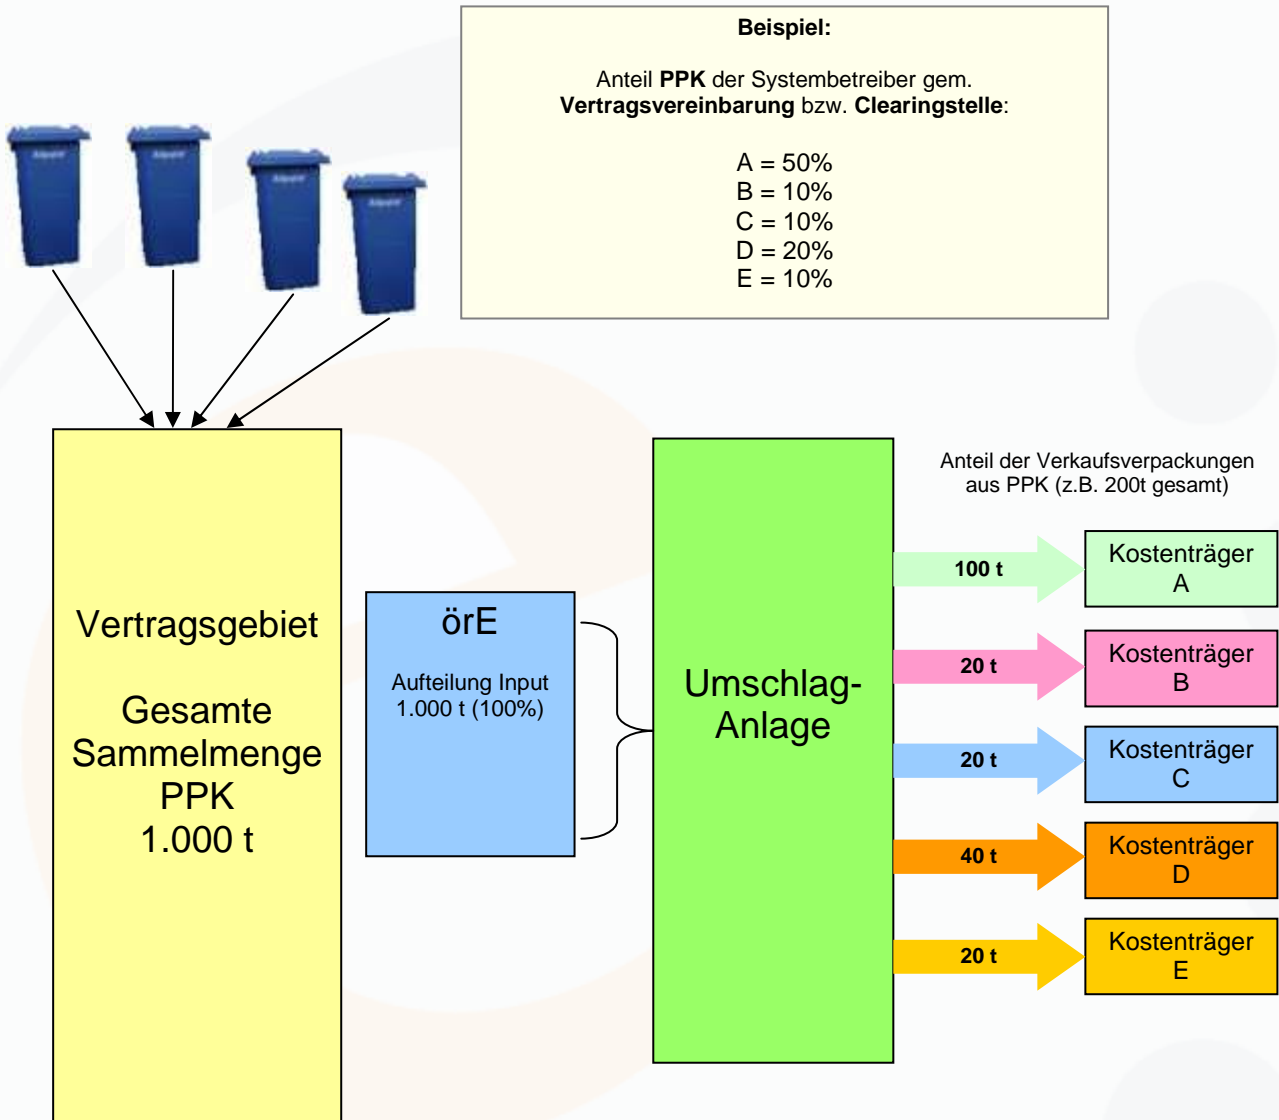 Beispiel:
Anteil PPK der Systembetreiber gem.
Vertragsvereinbarung bzw. Clearingstelle:
A = 50%
B = 10%
C = 10%
D = 20%
E = 10%
Vertragsgebiet
Gesamte
Sammelmenge
PPK
1.000 t
örE
Aufteilung Input
1.000 t (100%)
Umschlag-
Anlage
Anteil der Verkaufsverpackungen
aus PPK (z.B. 200t gesamt)
100 t
Kostenträger
A
20 t
Kostenträger
B
20 t
Kostenträger
C
40 t
Kostenträger
D
20 t
Kostenträger
E